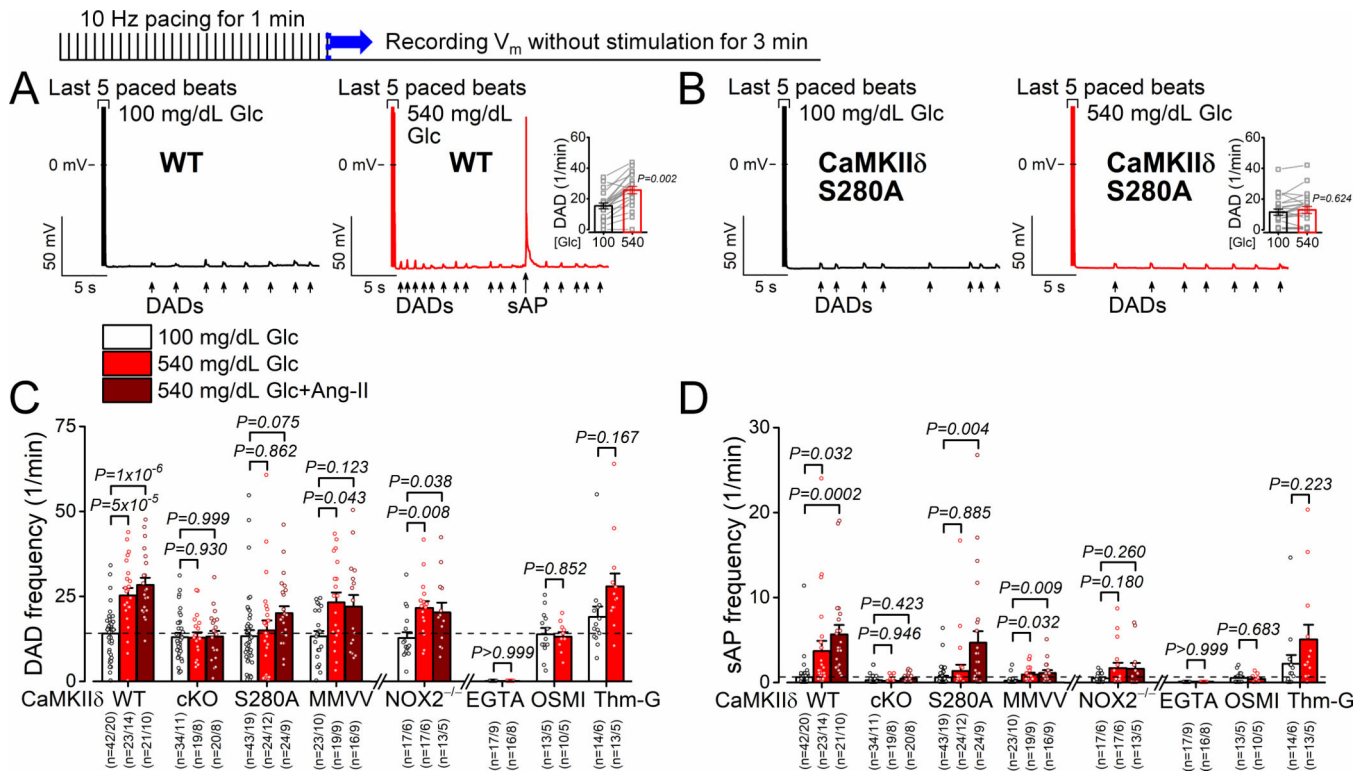 10 Hz pacing for 1 min
Recording Vm without stimulation for 3 min
A
Last 5 paced beats
100 mg/dL Glc
0 mV
WT
50 mV
5 s
DADs
Last 5 paced beats
540 mg/dL
Glc
0 mV
WT
50 mV
5 s
DADs
sAP
DAD (1/min)
60
40
20
0
P=0.002
[Glc] 100 540
B
Last 5 paced beats
100 mg/dL Glc
0 mV
CaMKIIδ
S280A
50 mV
5 s
DADs
Last 5 paced beats
540 mg/dL Glc
0 mV
CaMKIIδ
S280A
50 mV
5 s
DADs
DAD (1/min)
60
40
20
0
P=0.624
[Glc] 100 540
100 mg/dL Glc
540 mg/dL Glc
540 mg/dL Glc+Ang-II
C
DAD frequency (1/min)
75
50
25
0
P=1x10-6
P=5x10-5
P=0.999
P=0.930
P=0.075
P=0.862
P=0.123
P=0.043
P=0.038
P=0.008
P>0.999
P=0.852
P=0.167
CaMKIIδ WT cKO S280A MMVV NOX2-/- EGTA OSMI Thm-G
(n=42/20)
(n=23/14)
(n=21/10)
(n=34/11)
(n=19/8)
(n=20/8)
(n=43/19)
(n=24/12)
(n=24/9)
(n=23/10)
(n=19/9)
(n=16/9)
(n=17/6)
(n=17/6)
(n=13/5)
(n=17/9)
(n=16/8)
(n=13/5)
(n=10/5)
(n=14/6)
(n=13/5)
D
sAP frequency (1/min)
30
20
10
0
P=0.032
P=0.0002
P=0.423
P=0.946
P=0.004
P=0.885
P=0.009
P=0.032
P=0.260
P=0.180
P>0.999
P=0.683
P=0.223
CaMKIIδ WT cKO S280A MMVV NOX2-/- EGTA OSMI Thm-G
(n=42/20)
(n=23/14)
(n=21/10)
(n=34/11)
(n=19/8)
(n=20/8)
(n=43/19)
(n=24/12)
(n=24/9)
(n=23/10)
(n=19/9)
(n=16/9)
(n=17/6)
(n=17/6)
(n=13/5)
(n=17/9)
(n=16/8)
(n=13/5)
(n=10/5)
(n=14/6)
(n=13/5)